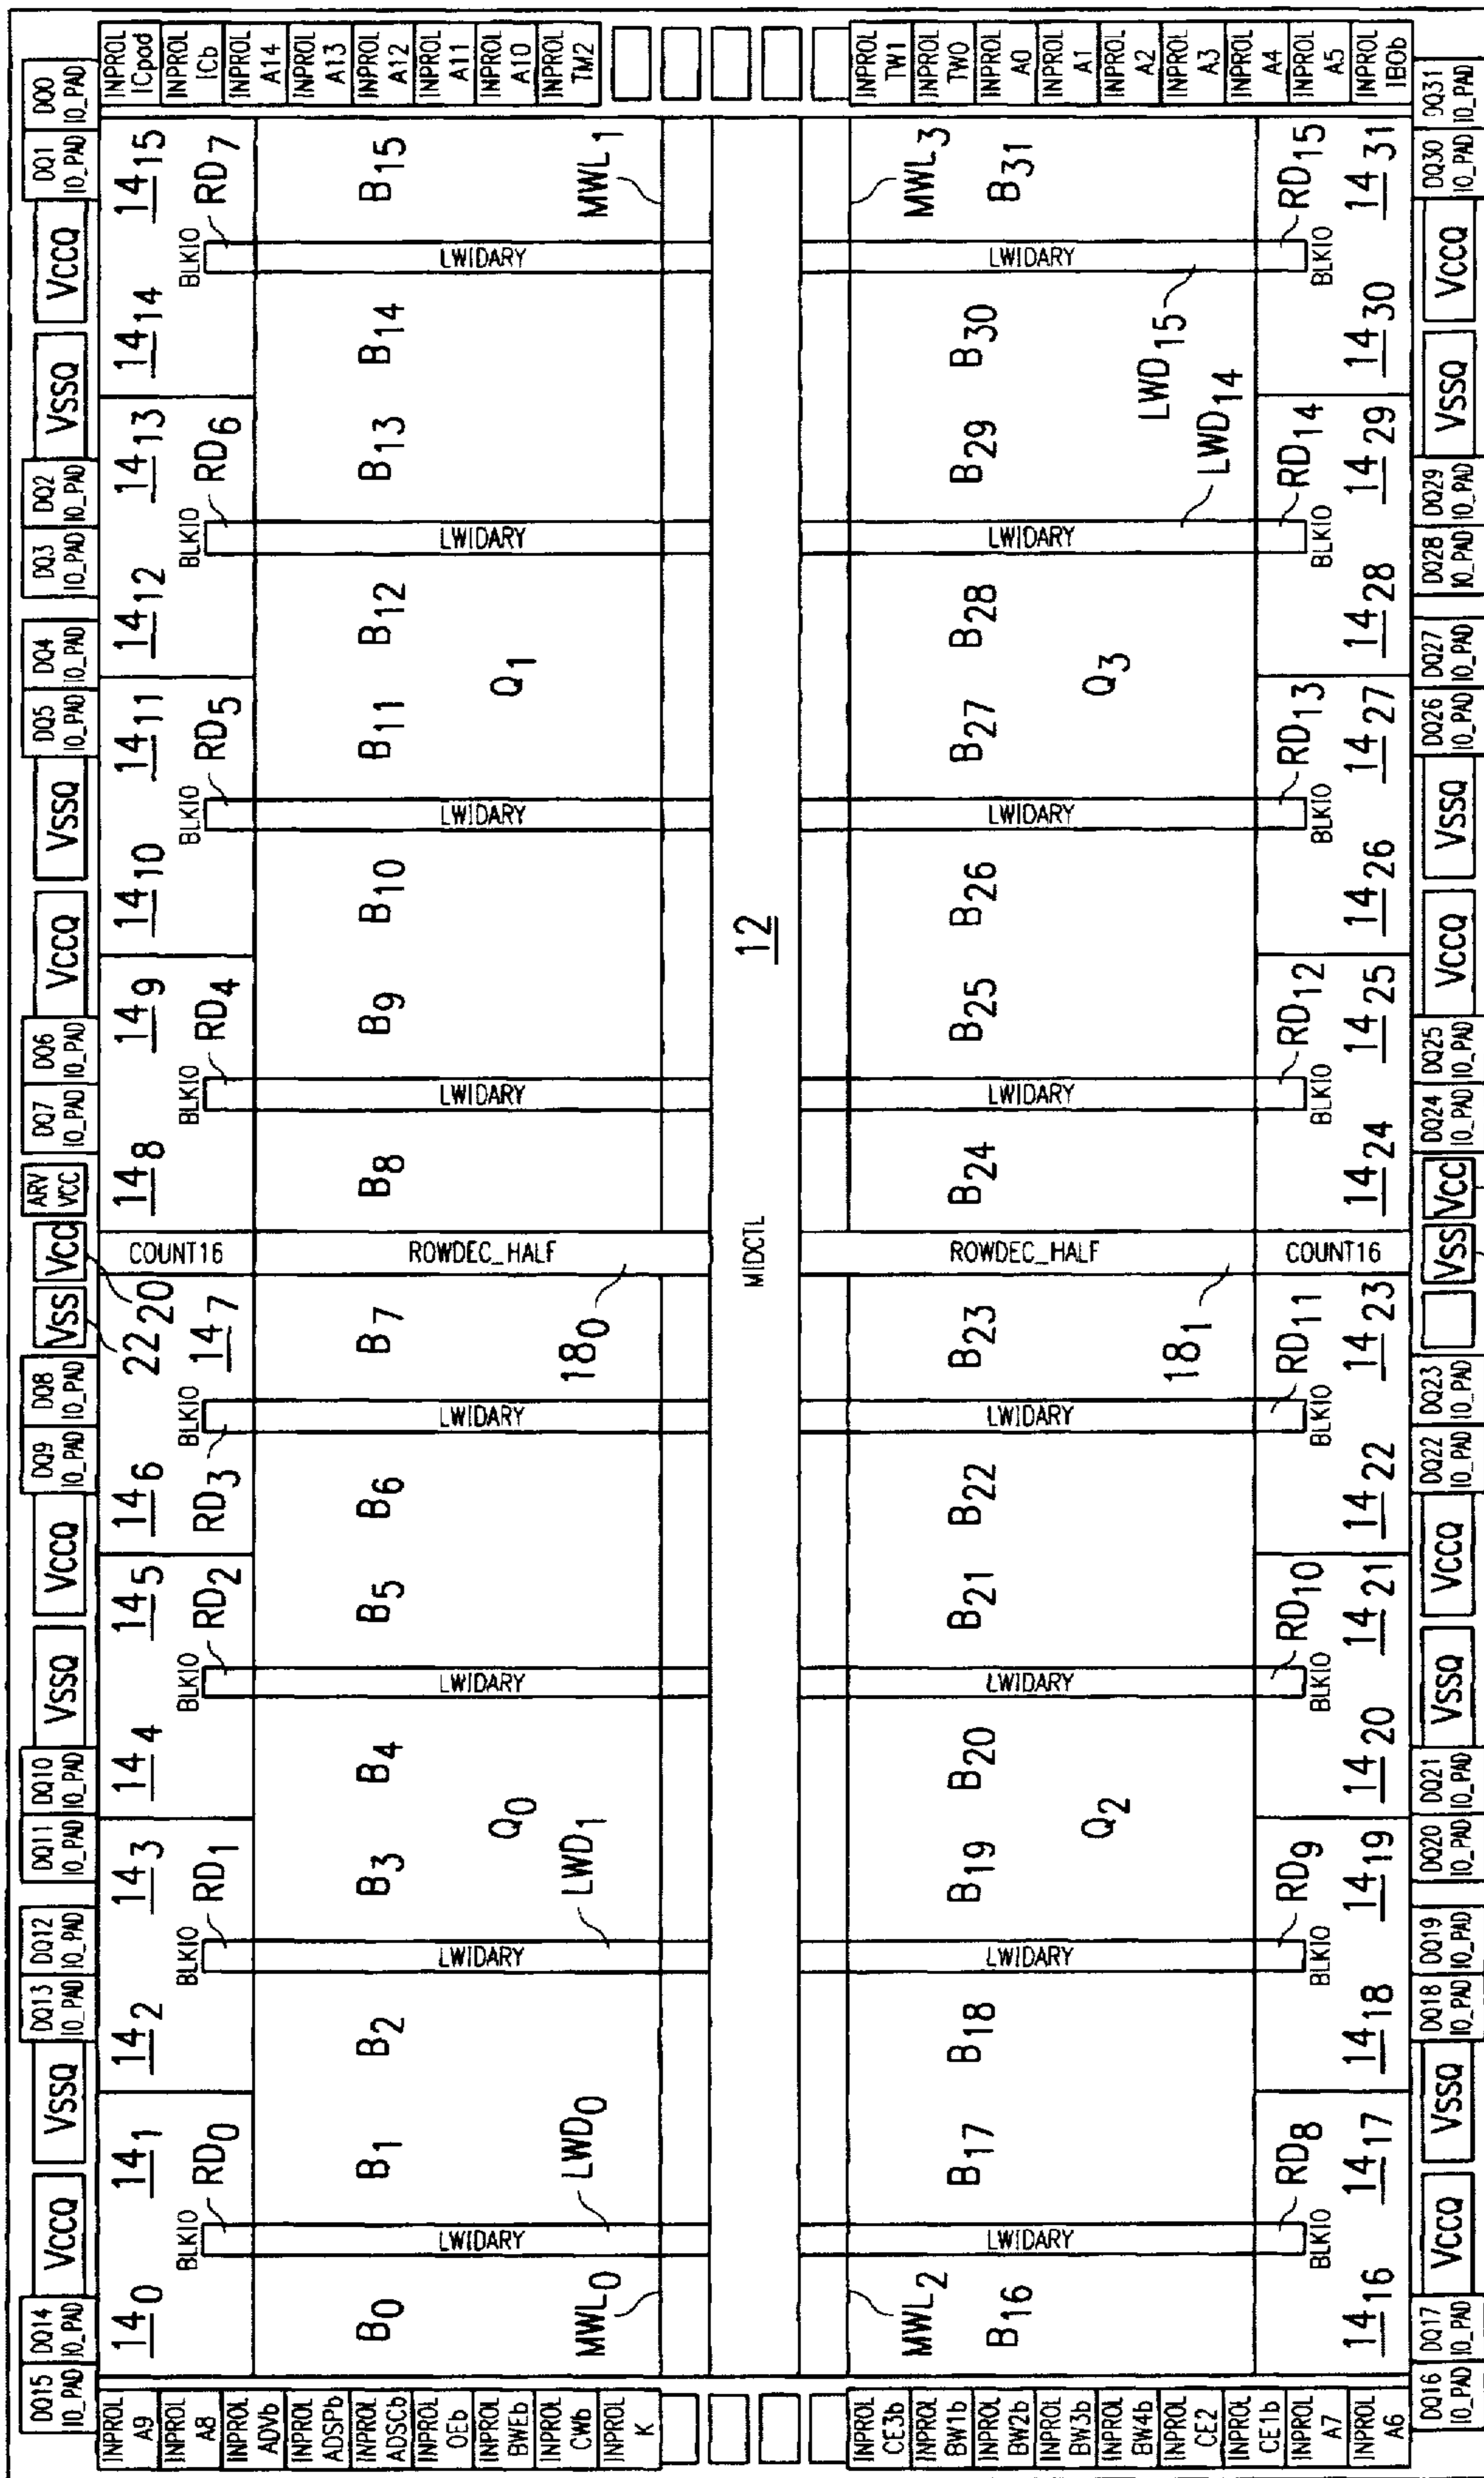 DQ15 DQ14 VCCQ VSSQ DQ13 DQ12 DQ11 DQ10 VSSQ VCCQ DQ9 DQ8 VSS VCC ARV DQ7 DQ6 VCCQ VSSQ DQ5 DQ4 DQ3 DQ2 VSSQ VCCQ DQ1 DQ0
IO_PAD IO_PAD IO_PAD IO_PAD IO_PAD IO_PAD IO_PAD IO_PAD VCC IO_PAD IO_PAD IO_PAD IO_PAD IO_PAD IO_PAD IO_PAD IO_PAD
INPROL A9
INPROL A8
INPROL ADVb
INPROL ADSPb
INPROL ADSCb
INPROL OEb
INPROL BWEb
INPROL CWb
INPROL K
14₀ 14₁ 14₂ 14₃ 14₄ 14₅ 14₆ 22 20 COUNT16 14₈ 14₉ 14₁₀ 14₁₁ 14₁₂ 14₁₃ 14₁₄ 14₁₅
BLKIO RD₀ BLKIO RD₁ BLKIO RD₂ RD₃ BLKIO 14₇ BLKIO RD₄ BLKIO RD₅ BLKIO RD₆ BLKIO RD₇
B₀ B₁ B₂ B₃ B₄ B₅ B₆ B₇ ROWDEC_HALF B₈ B₉ B₁₀ B₁₁ B₁₂ B₁₃ B₁₄ B₁₅
LWIDARY LWIDARY LWIDARY LWIDARY LWIDARY LWIDARY LWIDARY LWIDARY
Q₀ Q₁
MWL₀ LWD₀ LWD₁ 18₀ MWL₁
INPROL ICpad
INPROL ICb
INPROL A14
INPROL A13
INPROL A12
INPROL A11
INPROL A10
INPROL TM2
MIDCTL 12
INPROL CE3b
INPROL BW1b
INPROL BW2b
INPROL BW3b
INPROL BW4b
INPROL CE2
INPROL CE1b
INPROL A7
INPROL A6
MWL₂ MWL₃
B₁₆ B₁₇ B₁₈ B₁₉ B₂₀ B₂₁ B₂₂ B₂₃ B₂₄ B₂₅ B₂₆ B₂₇ B₂₈ B₂₉ B₃₀ B₃₁
LWIDARY LWIDARY LWIDARY LWIDARY ROWDEC_HALF LWIDARY LWIDARY LWIDARY LWIDARY
Q₂ Q₃
18₁ LWD₁₄ LWD₁₅
RD₈ RD₉ RD₁₀ RD₁₁ COUNT16 RD₁₂ RD₁₃ RD₁₄ RD₁₅
BLKIO BLKIO BLKIO BLKIO BLKIO BLKIO BLKIO BLKIO
14₁₆ 14₁₇ 14₁₈ 14₁₉ 14₂₀ 14₂₁ 14₂₂ 14₂₃ 14₂₄ 14₂₅ 14₂₆ 14₂₇ 14₂₈ 14₂₉ 14₃₀ 14₃₁
INPROL TW1
INPROL TW0
INPROL A0
INPROL A1
INPROL A2
INPROL A3
INPROL A4
INPROL A5
INPROL IBOb
DQ16 DQ17 VCCQ VSSQ DQ18 DQ19 DQ20 DQ21 VSSQ VCCQ DQ22 DQ23 VSS VCC DQ24 DQ25 VCCQ VSSQ DQ26 DQ27 DQ28 DQ29 VSSQ VCCQ DQ30 DQ31
IO_PAD IO_PAD IO_PAD IO_PAD IO_PAD IO_PAD IO_PAD IO_PAD IO_PAD IO_PAD IO_PAD IO_PAD IO_PAD IO_PAD IO_PAD IO_PAD